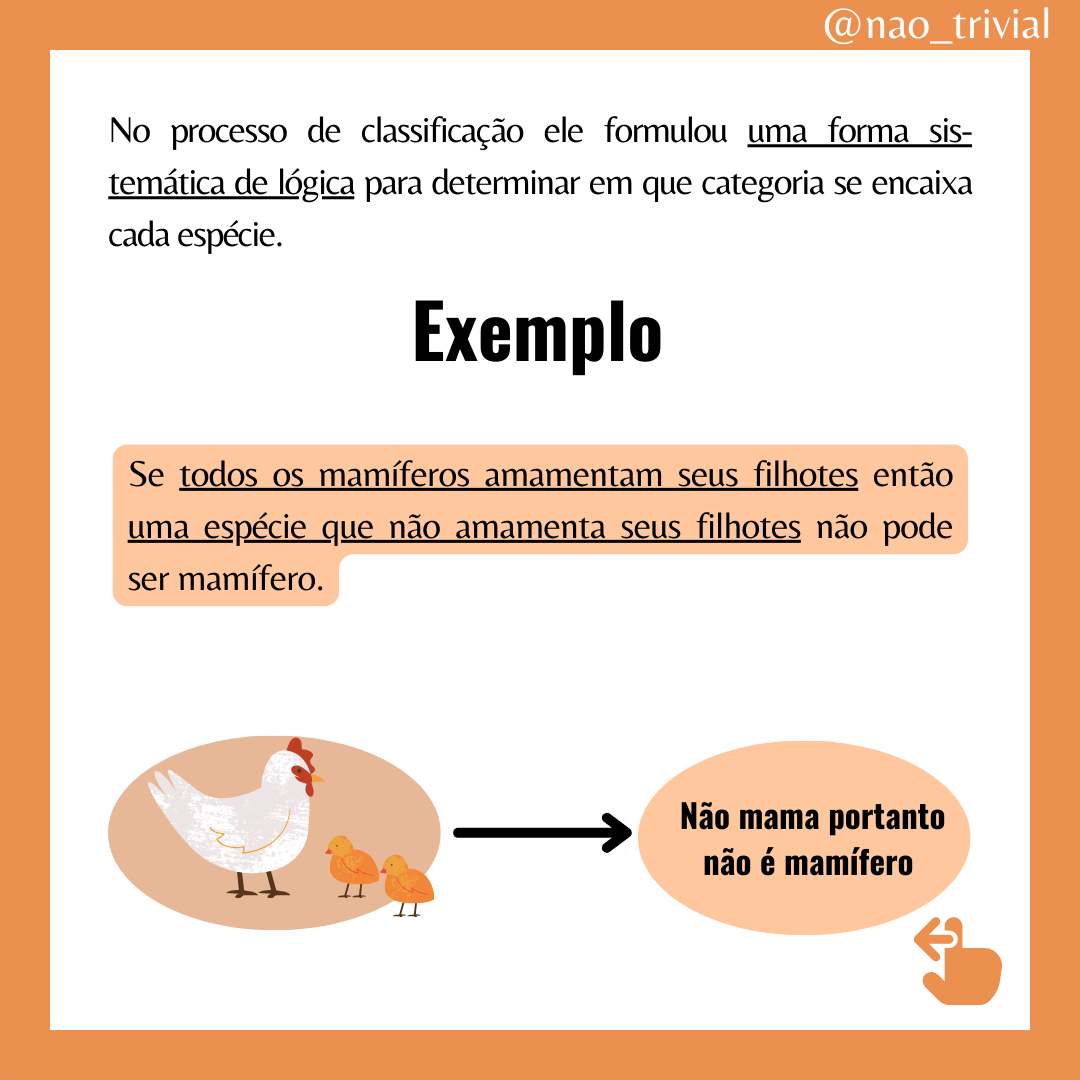 @nao_trivial
No processo de classificação ele formulou uma forma sis-
temática de lógica para determinar em que categoria se encaixa
cada espécie.
Exemplo
Se todos os mamíferos amamentam seus filhotes então
uma espécie que não amamenta seus filhotes não pode
ser mamífero.
Não mama portanto
não é mamífero